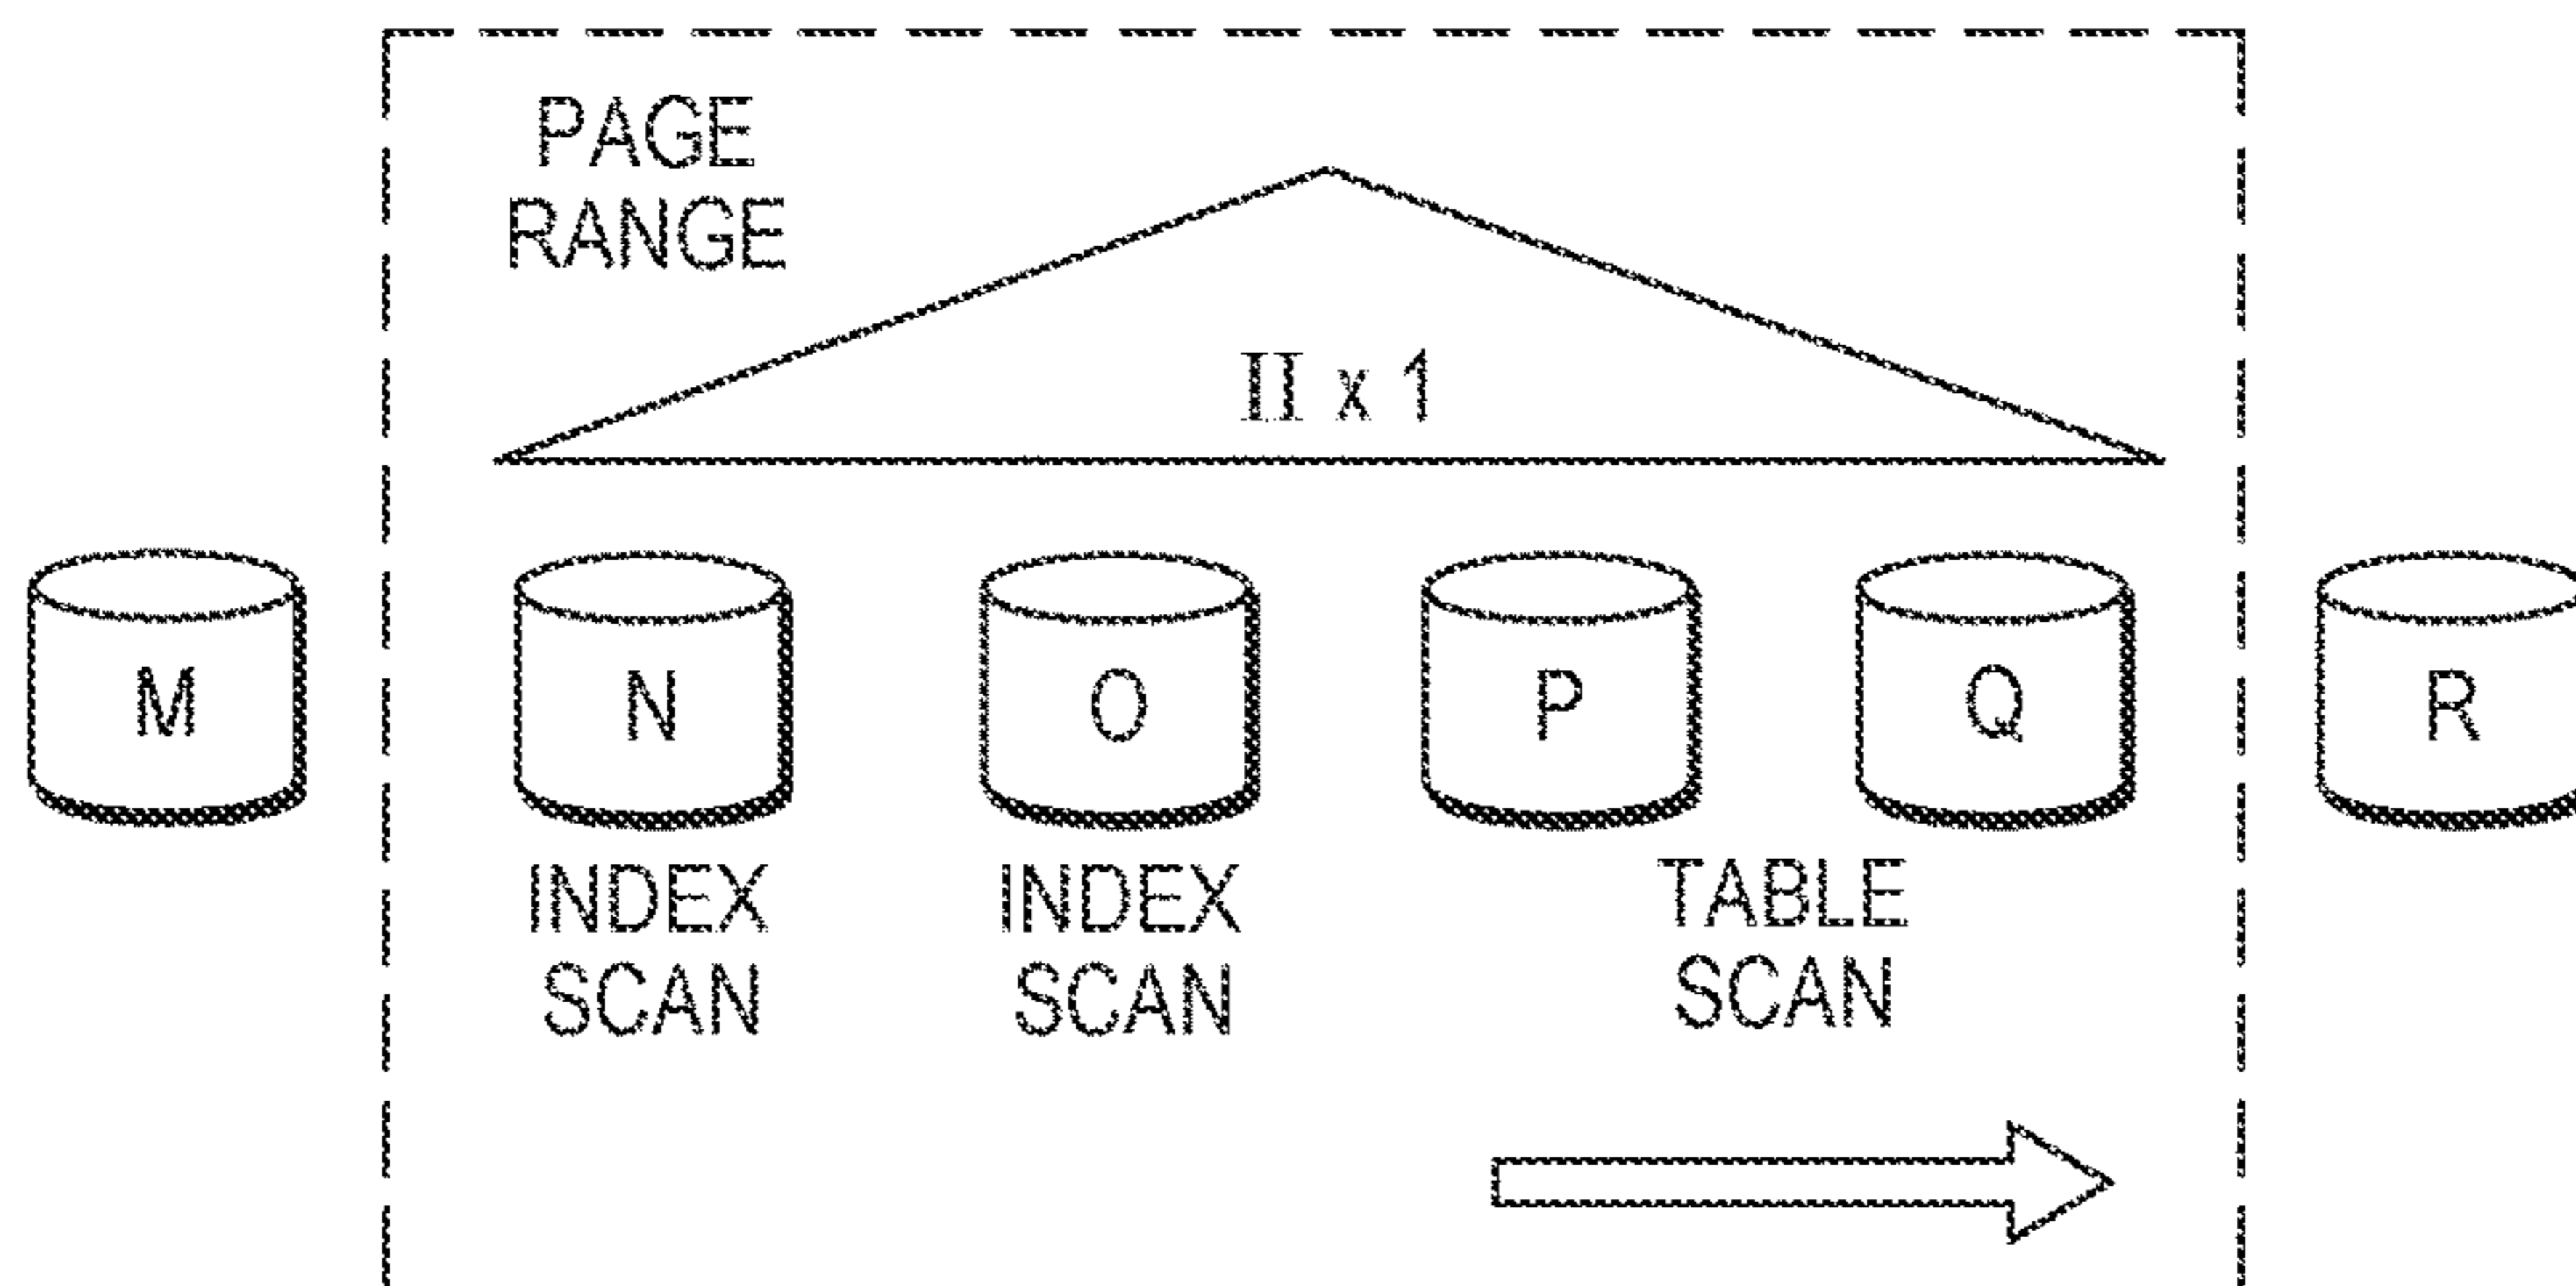 PAGE
RANGE
II x 1
M
N
O
P
Q
R
INDEX
SCAN
INDEX
SCAN
TABLE
SCAN